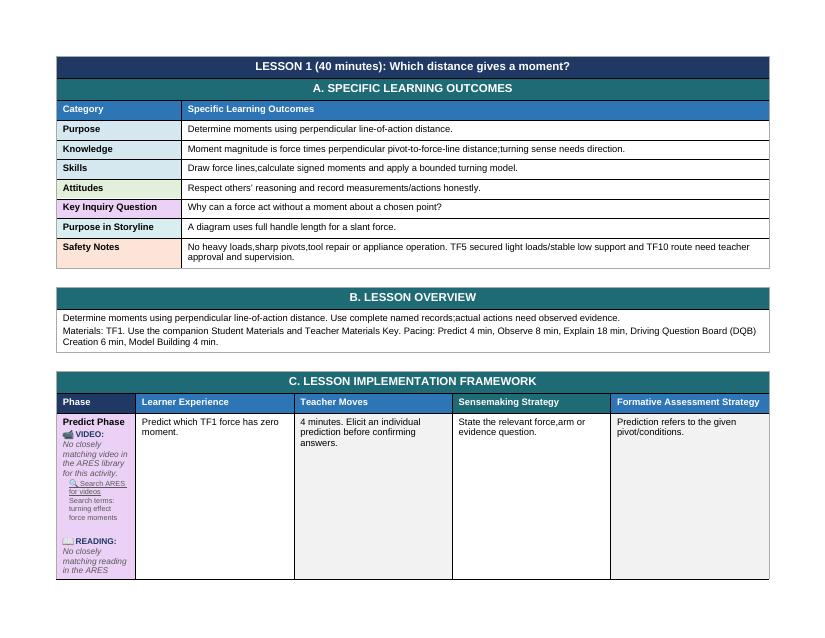 LESSON 1 (40 minutes): Which distance gives a moment?
A. SPECIFIC LEARNING OUTCOMES
Category Specific Learning Outcomes
Purpose Determine moments using perpendicular line-of-action distance.
Knowledge Moment magnitude is force times perpendicular pivot-to-force-line distance;turning sense needs direction.
Skills Draw force lines,calculate signed moments and apply a bounded turning model.
Attitudes Respect others' reasoning and record measurements/actions honestly.
Key Inquiry Question Why can a force act without a moment about a chosen point?
Purpose in Storyline A diagram uses full handle length for a slant force.
Safety Notes No heavy loads,sharp pivots,tool repair or appliance operation. TF5 secured light loads/stable low support and TF10 route need teacher
approval and supervision.
B. LESSON OVERVIEW
Determine moments using perpendicular line-of-action distance. Use complete named records;actual actions need observed evidence.
Materials: TF1. Use the companion Student Materials and Teacher Materials Key. Pacing: Predict 4 min, Observe 8 min, Explain 18 min, Driving Question Board (DQB)
Creation 6 min, Model Building 4 min.
C. LESSON IMPLEMENTATION FRAMEWORK
Phase Learner Experience Teacher Moves Sensemaking Strategy Formative Assessment Strategy
Predict Phase
VIDEO:
No closely
matching video in
the ARES library
for this activity.
Search ARES
for videos
Search terms:
turning effect
force moments
READING:
No closely
matching reading
in the ARES
Predict which TF1 force has zero
moment.
4 minutes. Elicit an individual
prediction before confirming
answers.
State the relevant force,arm or
evidence question.
Prediction refers to the given
pivot/conditions.